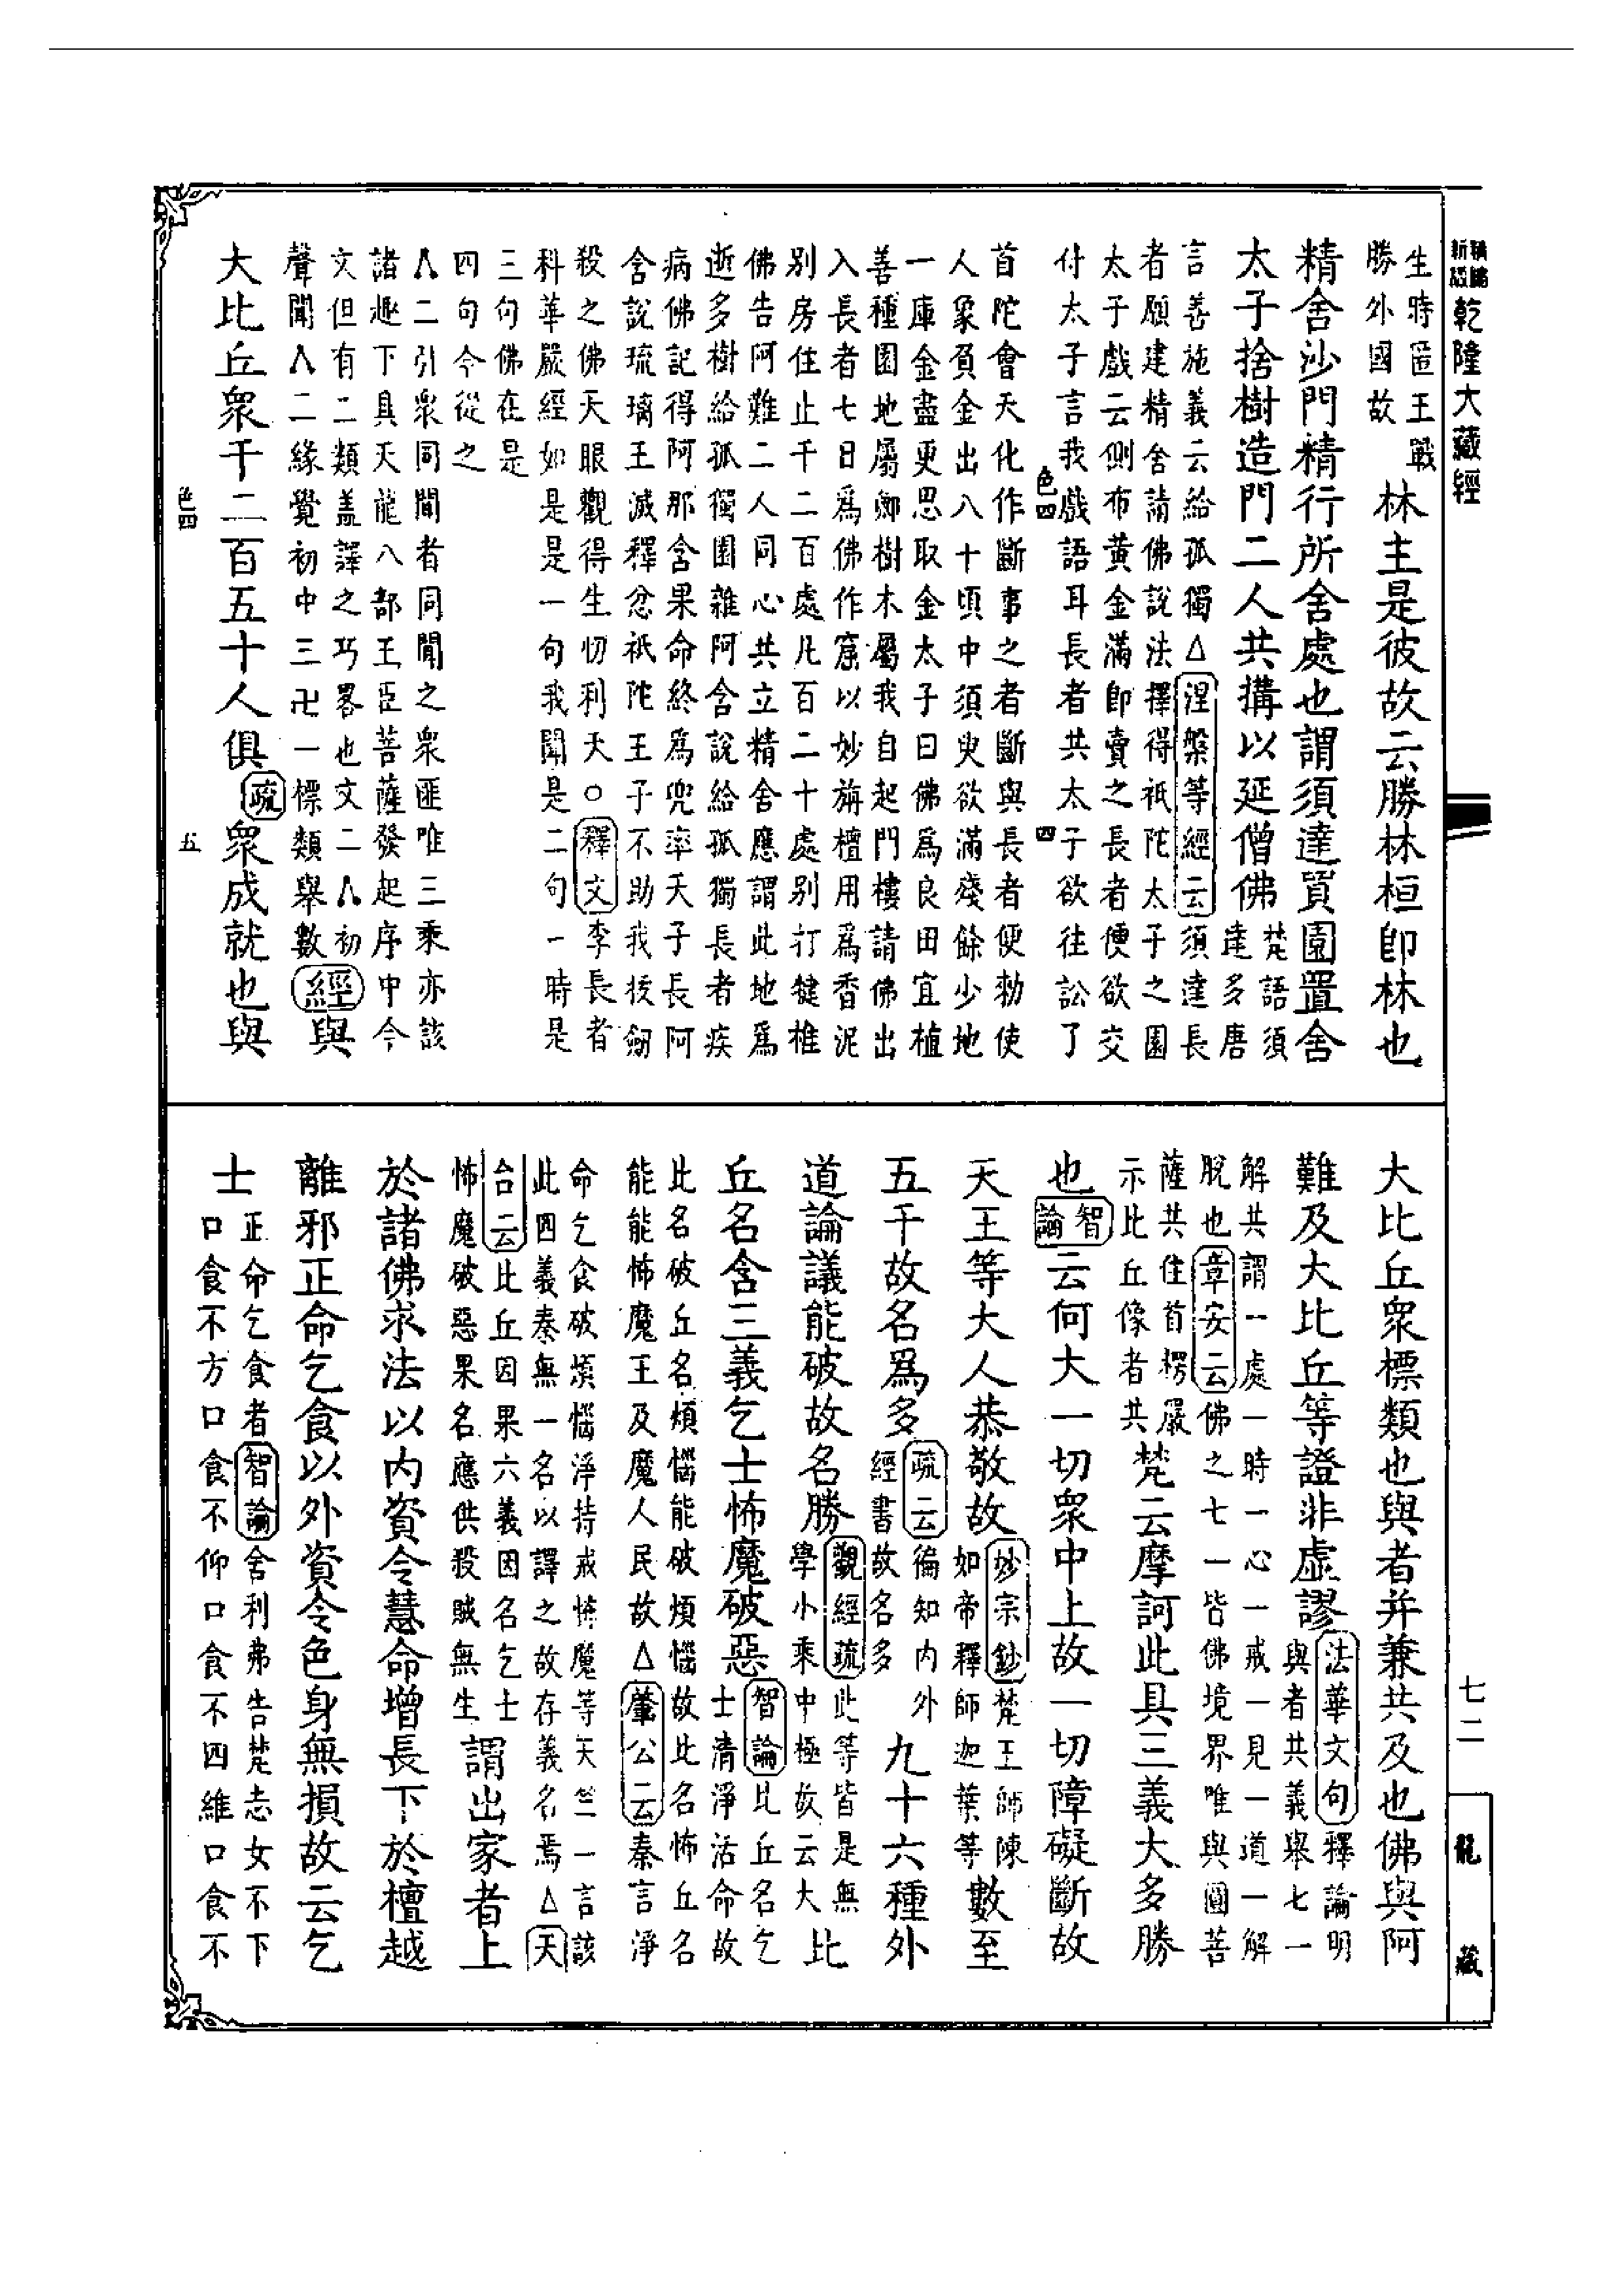 乾隆大藏經
生時匿王戰
勝外國故
林主是彼故云勝林桓卽林也
精舍沙門精行所舍處也謂須達買園置舍
太子捨樹造門二人共搆以延僧佛
梵語須
達多唐
言善施義云給孤獨△涅槃等經云須達長
者願建精舍請佛說法擇得祇陀太子之園
太子戲云側布黃金滿卽賣之長者便欲交
付太子言我戲語耳長者共太子欲往訟了
色四 四
首陀會天化作斷事之者斷與長者便勅使
人象負金出八十頃中須臾欲滿殘餘少地
一庫金盡更思取金太子曰佛爲良田宜植
善種園地屬卿樹木屬我自起門樓請佛出
入長者七日爲佛作窟以妙旃檀用爲香泥
別房住止千二百處凡百二十處別打犍椎
佛告阿難二人同心共立精舍應謂此地爲
逝多樹給孤獨園雜阿含說給孤獨長者疾
病佛記得阿那含果命終爲兜率天子長阿
含說琉璃王滅釋忿祇陀王子不助我拔劒
殺之佛天眼觀得生忉利天○釋文李長者
科華嚴經如是是一句我聞是二句一時是
三句佛在是
四句今從之
𠆢二引衆同聞者同聞之衆匪唯三乘亦該
諸趣下具天龍八部王臣菩薩發起序中今
文但有二類盖譯之巧畧也文二𠆢初
聲聞𠆢二緣覺初中三卍一標類舉數經與
大比丘衆千二百五十人俱疏衆成就也與
色四 五
大比丘衆標類也與者并兼共及也佛與阿
難及大比丘等證非虛謬
法華文句釋論明
與者共義舉七一
解共謂一處一時一心一戒一見一道一解
脫也章安云佛之七一皆佛境界唯與圓菩
薩共住首楞嚴
示比丘像者共
梵云摩訶此具三義大多勝
也智論云何大一切衆中上故一切障礙斷故
天王等大人恭敬故
妙宗鈔梵王師陳
如帝釋師迦葉等
數至
五千故名爲多
疏云徧知內外
經書故名多
九十六種外
道論議能破故名勝
觀經疏此等皆是無
學小乘中極故云大
比
丘名含三義乞士怖魔破惡
智論比丘名乞
士清淨活命故
此名破丘名煩惱能破煩惱故此名怖丘名
能能怖魔王及魔人民故△肇公云秦言淨
命乞食破煩惱淨持戒怖魔等天竺一言該
此四義秦無一名以譯之故存義名焉△天
台云比丘因果六義因名乞士
怖魔破惡果名應供殺賊無生
謂出家者上
於諸佛求法以內資令慧命增長下於檀越
離邪正命乞食以外資令色身無損故云乞
士
正命乞食者智論舍利弗告梵志女不下
口食不方口食不仰口食不四維口食不
七二
龍藏